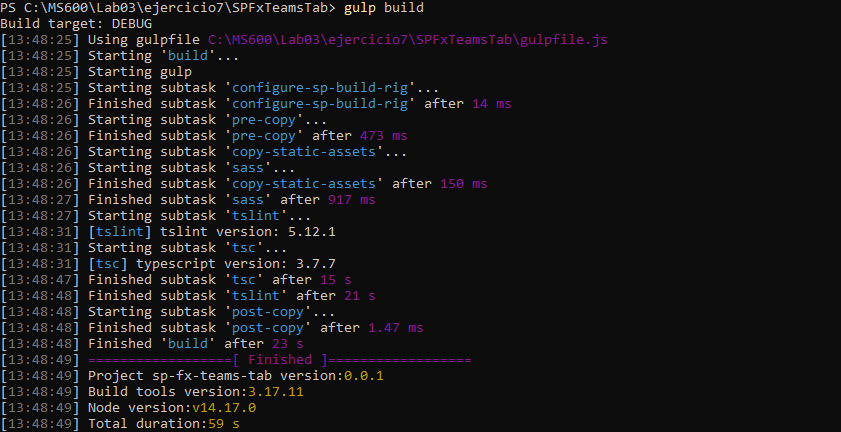 PS C:\MS600\Lab03\ejercicio7\SPFxTeamsTab> gulp build
Build target: DEBUG
[13:48:25] Using gulpfile C:\MS600\Lab03\ejercicio7\SPFxTeamsTab\gulpfile.js
[13:48:25] Starting 'build'...
[13:48:25] Starting gulp
[13:48:25] Starting subtask 'configure-sp-build-rig'...
[13:48:26] Finished subtask 'configure-sp-build-rig' after 14 ms
[13:48:26] Starting subtask 'pre-copy'...
[13:48:26] Finished subtask 'pre-copy' after 473 ms
[13:48:26] Starting subtask 'copy-static-assets'...
[13:48:26] Starting subtask 'sass'...
[13:48:26] Finished subtask 'copy-static-assets' after 150 ms
[13:48:27] Finished subtask 'sass' after 917 ms
[13:48:27] Starting subtask 'tslint'...
[13:48:31] [tslint] tslint version: 5.12.1
[13:48:31] Starting subtask 'tsc'...
[13:48:31] [tsc] typescript version: 3.7.7
[13:48:47] Finished subtask 'tsc' after 15 s
[13:48:48] Finished subtask 'tslint' after 21 s
[13:48:48] Starting subtask 'post-copy'...
[13:48:48] Finished subtask 'post-copy' after 1.47 ms
[13:48:48] Finished 'build' after 23 s
[13:48:49] ==================[ Finished ]==================
[13:48:49] Project sp-fx-teams-tab version:0.0.1
[13:48:49] Build tools version:3.17.11
[13:48:49] Node version:v14.17.0
[13:48:49] Total duration:59 s